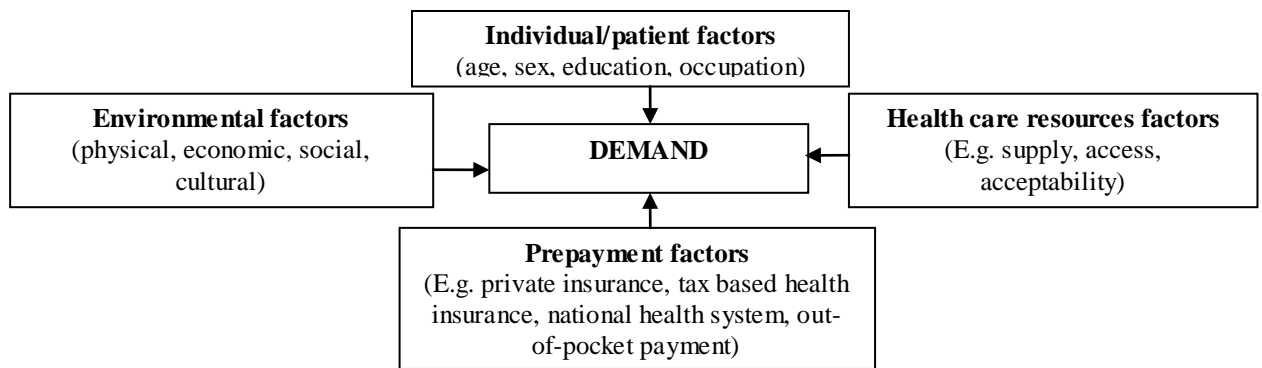 Individual/patient factors
(age, sex, education, occupation)
Environmental factors
(physical, economic, social,
cultural)
DEMAND
Health care resources factors
(E.g. supply, access,
acceptability)
Prepayment factors
(E.g. private insurance, tax based health
insurance, national health system, out-
of-pocket payment)